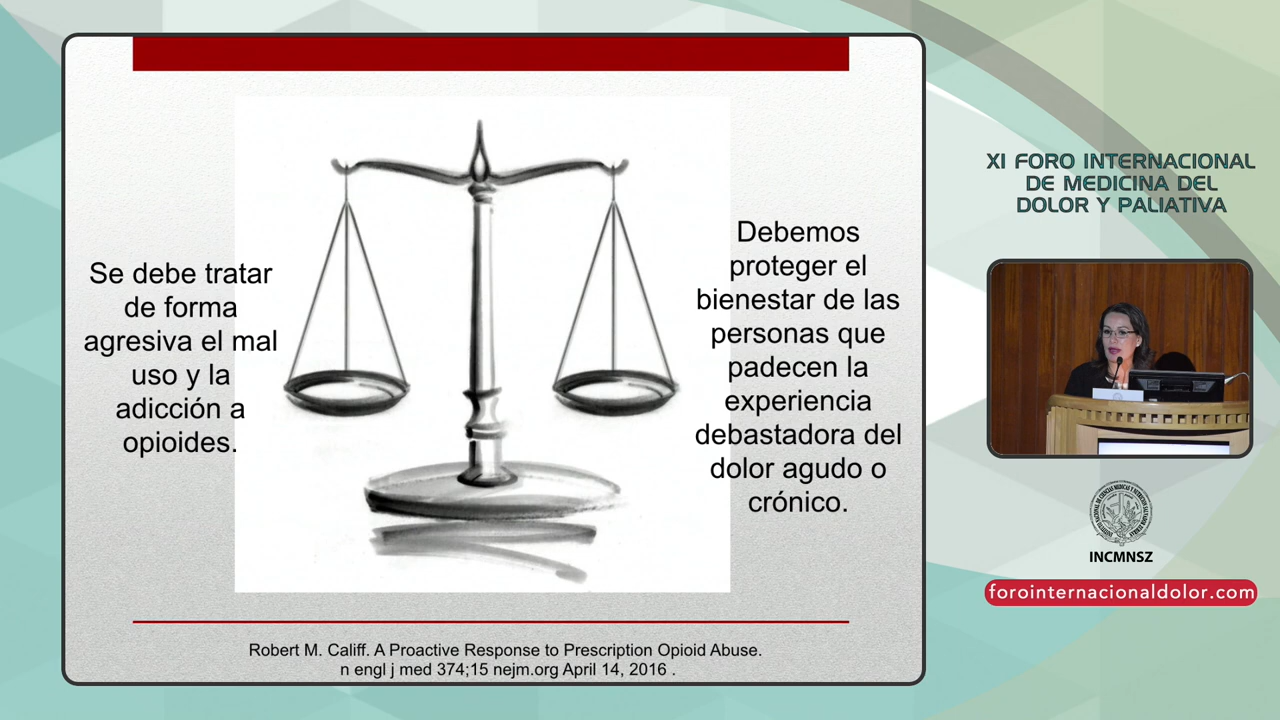 Se debe tratar
de forma
agresiva el mal
uso y la
adicción a
opioides.
Debemos
proteger el
bienestar de las
personas que
padecen la
experiencia
debastadora del
dolor agudo o
crónico.
Robert M. Califf. A Proactive Response to Prescription Opioid Abuse.
n engl j med 374;15 nejm.org April 14, 2016 .
XI FORO INTERNACIONAL
DE MEDICINA DEL
DOLOR Y PALIATIVA
INCMNSZ
forointernacionaldolor.com